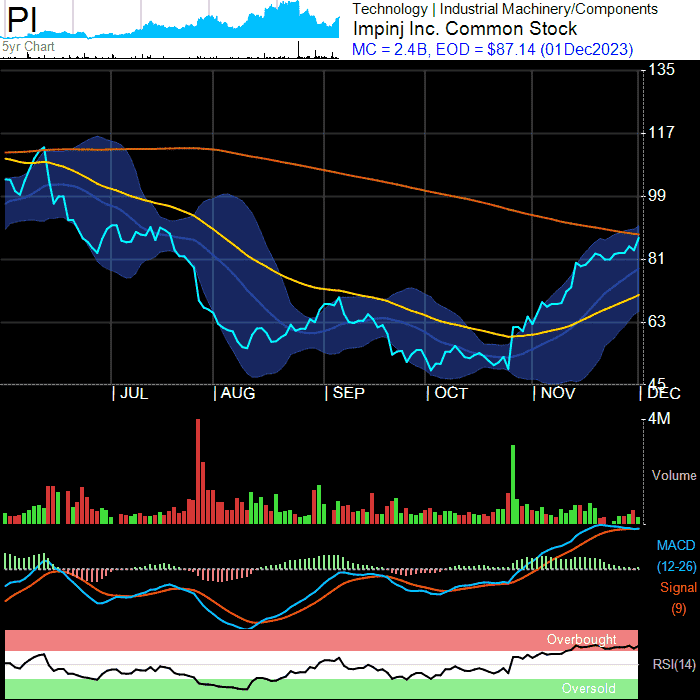 PI
5yr Chart
Technology | Industrial Machinery/Components
Impinj Inc. Common Stock
MC = 2.4B, EOD = $87.14 (01Dec2023)
135
117
99
81
63
45
| JUL
| AUG
| SEP
| OCT
| NOV
| DEC
4M
Volume
MACD
(12-26)
Signal
(9)
Overbought
RSI(14)
Oversold